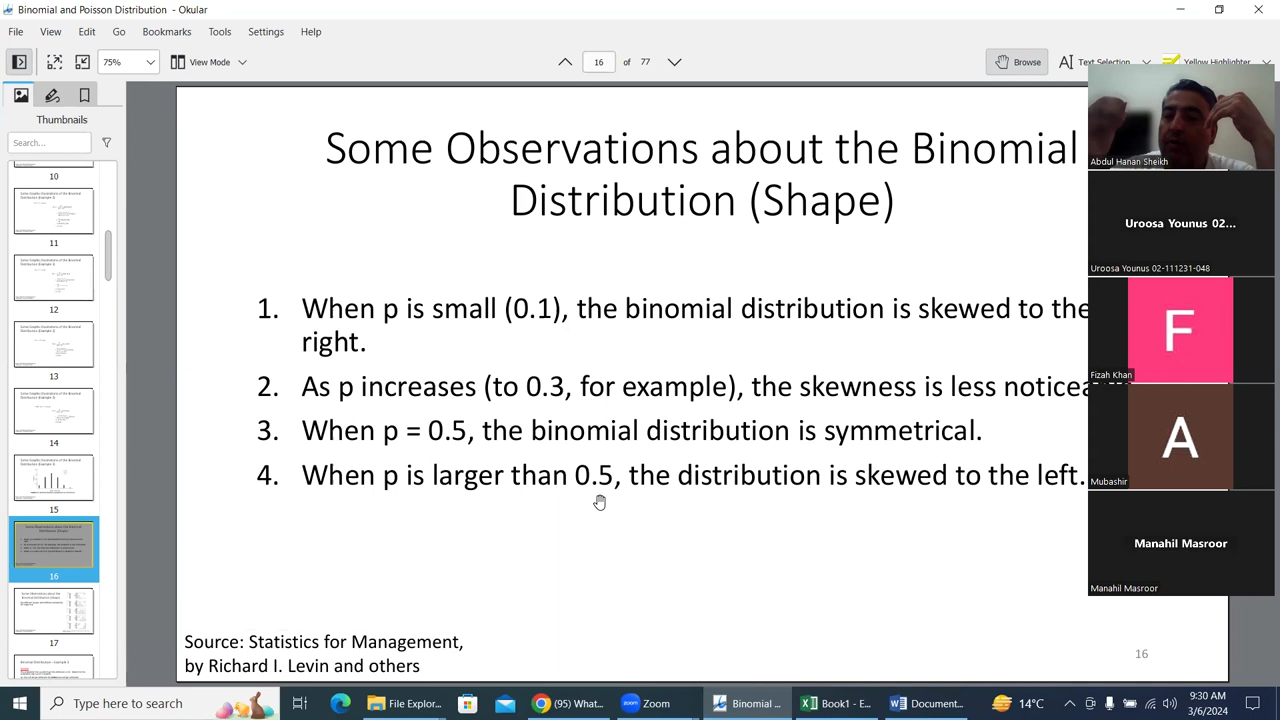 Binomial and Poisson Distribution - Okular
File View Edit Go Bookmarks Tools Settings Help
75% View Mode 16 of 77 Browse Text Selection Yellow Highlighter
Thumbnails
Search...
10
11
12
13
14
15
16
17
Some Observations about the Binomial
Distribution (Shape)
1. When p is small (0.1), the binomial distribution is skewed to the
right.
2. As p increases (to 0.3, for example), the skewness is less noticea
3. When p = 0.5, the binomial distribution is symmetrical.
4. When p is larger than 0.5, the distribution is skewed to the left.
Source: Statistics for Management,
by Richard I. Levin and others
16
Abdul Hanan Sheikh
Uroosa Younus 02...
Uroosa Younus 02-111231-048
F
Fizah Khan
A
Mubashir
Manahil Masroor
Manahil Masroor
Type here to search
File Explor...
(95) What...
Zoom
Binomial ...
Book1 - E...
Document...
14°C
9:30 AM
3/6/2024